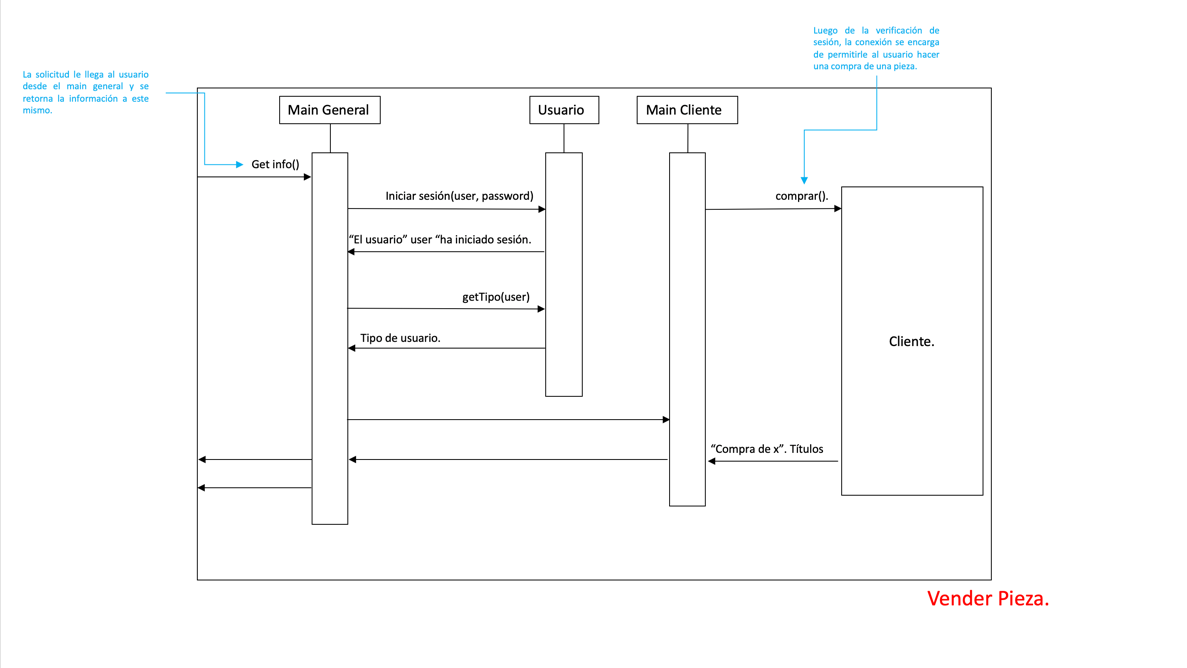 Luego de la verificación de
sesión, la conexión se encarga
de permitirle al usuario hacer
una compra de una pieza.
La solicitud le llega al usuario
desde el main general y se
retorna la información a este
mismo.
Main General
Usuario
Main Cliente
Get info()
Iniciar sesión(user, password)
comprar().
“El usuario” user “ha iniciado sesión.
getTipo(user)
Tipo de usuario.
Cliente.
“Compra de x”. Títulos
Vender Pieza.